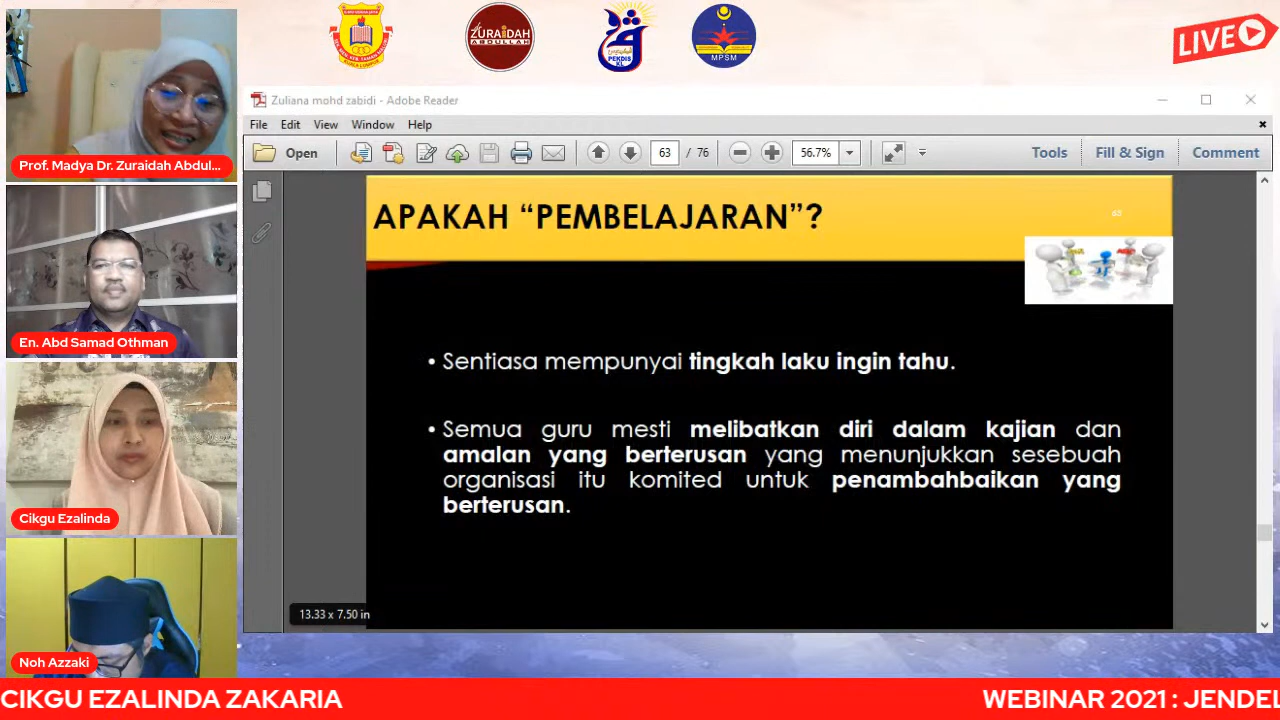 ZURAIDAH
ABDULLAH
PEKDIS
KL
MPSM
LIVE
Prof. Madya Dr. Zuraidah Abdul...
En. Abd Samad Othman
Cikgu Ezalinda
Noh Azzaki
Zuliana mohd zabidi - Adobe Reader
File Edit View Window Help
Open 63 / 76 56.7% Tools Fill & Sign Comment
APAKAH “PEMBELAJARAN”?
• Sentiasa mempunyai tingkah laku ingin tahu.
• Semua guru mesti melibatkan diri dalam kajian dan
amalan yang berterusan yang menunjukkan sesebuah
organisasi itu komited untuk penambahbaikan yang
berterusan.
13.33 x 7.50 in
CIKGU EZALINDA ZAKARIA
WEBINAR 2021 : JENDEL